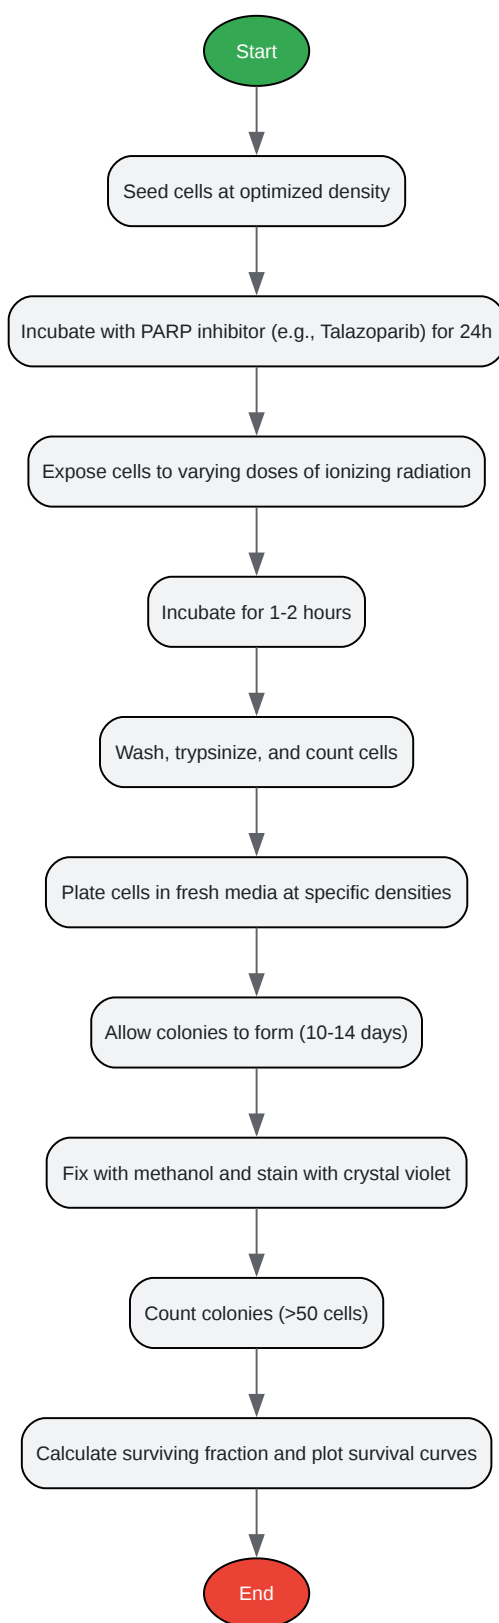 Start
Seed cells at optimized density
Incubate with PARP inhibitor (e.g., Talazoparib) for 24h
Expose cells to varying doses of ionizing radiation
Incubate for 1-2 hours
Wash, trypsinize, and count cells
Plate cells in fresh media at specific densities
Allow colonies to form (10-14 days)
Fix with methanol and stain with crystal violet
Count colonies (>50 cells)
Calculate surviving fraction and plot survival curves
End